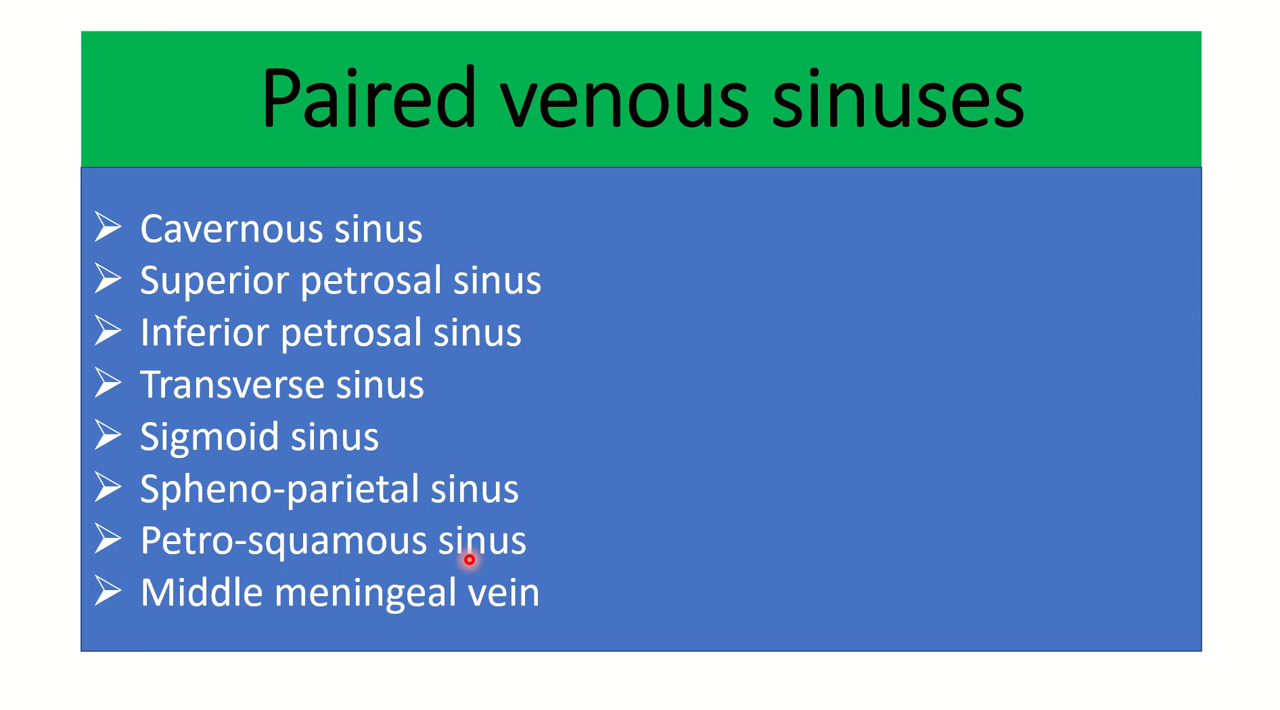 Paired venous sinuses
➢ Cavernous sinus
➢ Superior petrosal sinus
➢ Inferior petrosal sinus
➢ Transverse sinus
➢ Sigmoid sinus
➢ Spheno-parietal sinus
➢ Petro-squamous sinus
➢ Middle meningeal vein